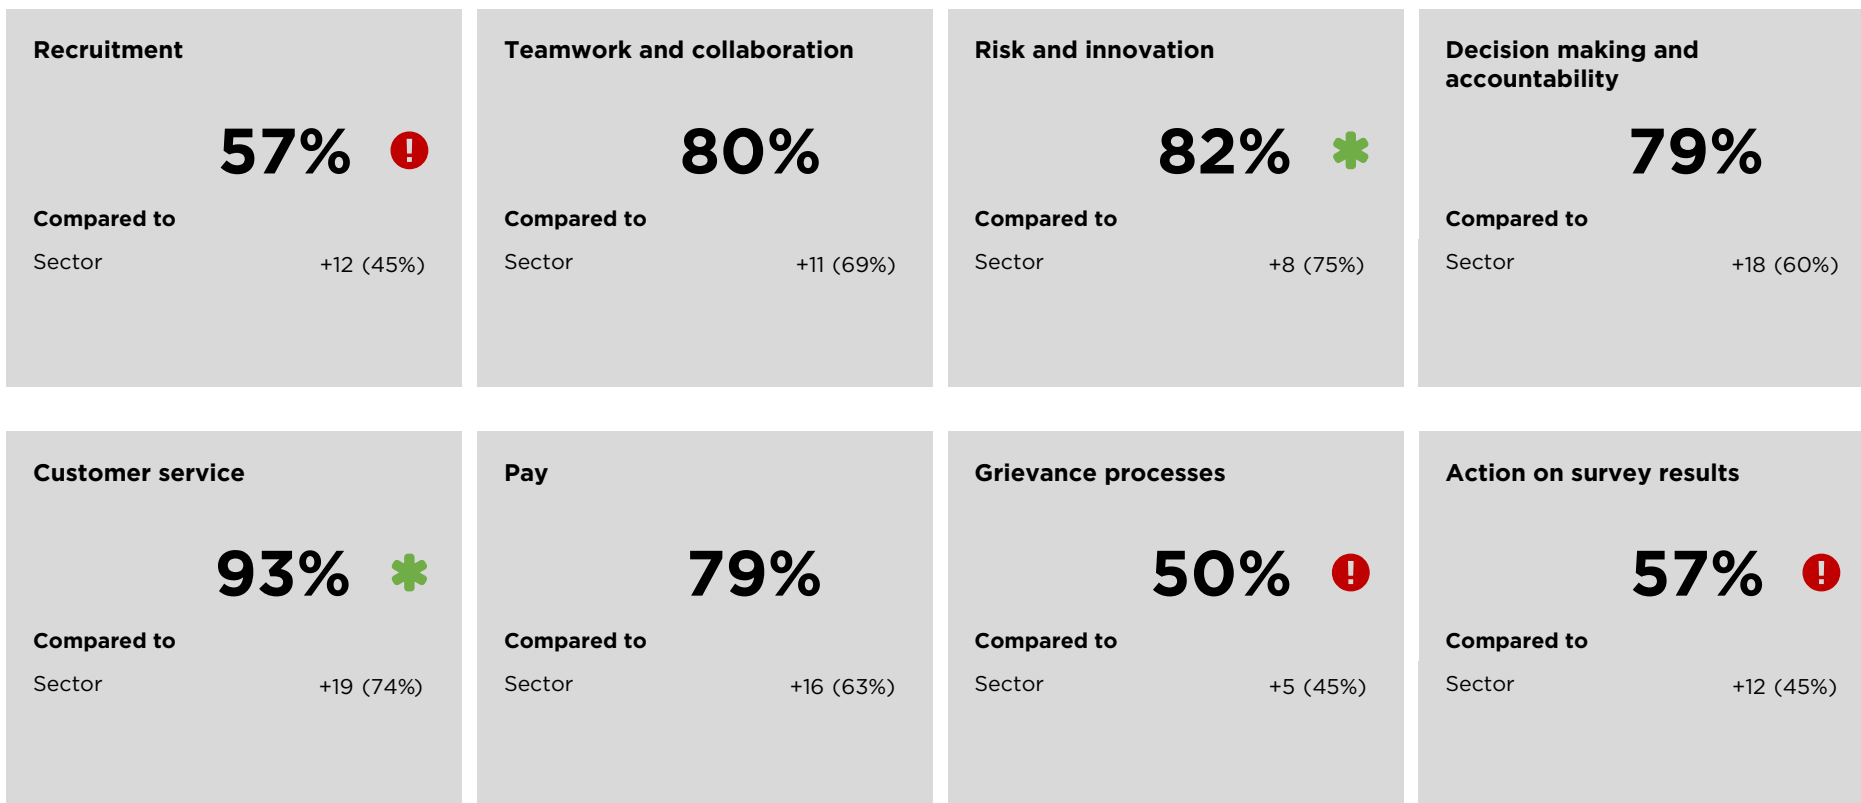 Recruitment
57%
Compared to
Sector +12 (45%)
Teamwork and collaboration
80%
Compared to
Sector +11 (69%)
Risk and innovation
82%
Compared to
Sector +8 (75%)
Decision making and
accountability
79%
Compared to
Sector +18 (60%)
Customer service
93%
Compared to
Sector +19 (74%)
Pay
79%
Compared to
Sector +16 (63%)
Grievance processes
50%
Compared to
Sector +5 (45%)
Action on survey results
57%
Compared to
Sector +12 (45%)